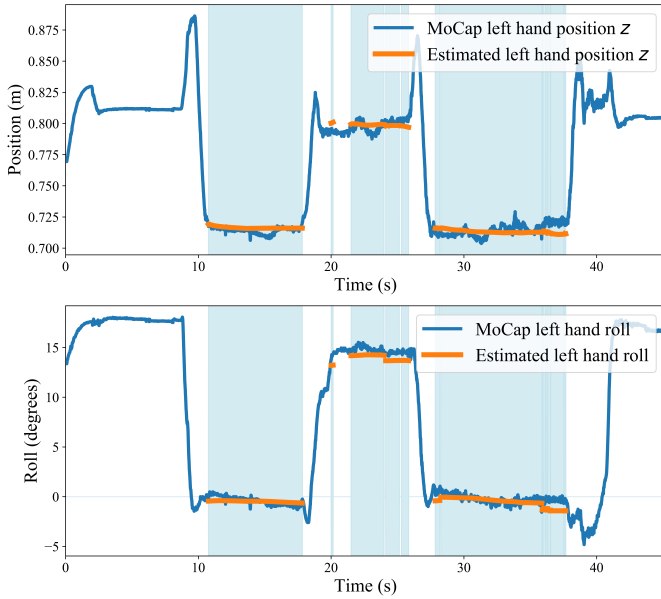 0.875
0.850
0.825
0.800
0.775
0.750
0.725
0.700
Position (m)
MoCap left hand position z
Estimated left hand position z
0
10
20
30
40
Time (s)
15
10
5
0
−5
Roll (degrees)
MoCap left hand roll
Estimated left hand roll
0
10
20
30
40
Time (s)